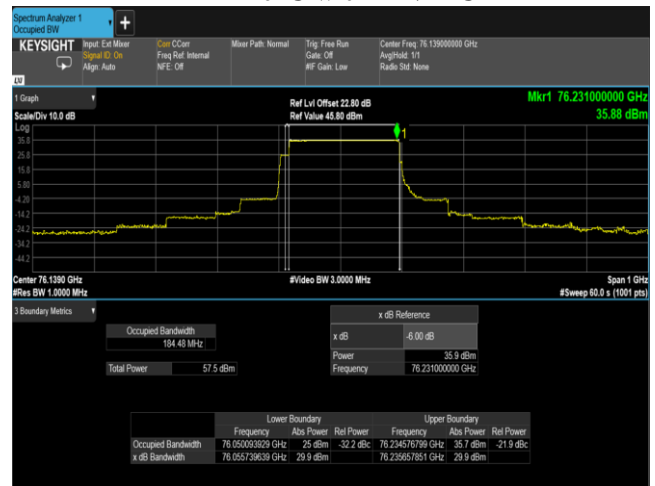 Spectrum Analyzer 1
Occupied BW
KEYSIGHT
Input: Ext Mixer
Signal ID: On
Align: Auto
Corr CCorr
Freq Ref: Internal
NFE: Off
Mixer Path: Normal
Trig: Free Run
Gate: Off
#IF Gain: Low
Center Freq: 76.139000000 GHz
Avg|Hold: 1/1
Radio Std: None
LXI
1 Graph
Scale/Div 10.0 dB
Ref Lvl Offset 22.80 dB
Ref Value 45.80 dBm
Mkr1 76.231000000 GHz
35.88 dBm
Log
1
35.8
25.8
15.8
5.80
-4.20
-14.2
-24.2
-34.2
-44.2
Center 76.1390 GHz
#Res BW 1.0000 MHz
#Video BW 3.0000 MHz
Span 1 GHz
#Sweep 60.0 s (1001 pts)
3 Boundary Metrics
Occupied Bandwidth
184.48 MHz
Total Power 57.5 dBm
x dB Reference
x dB -6.00 dB
Power 35.9 dBm
Frequency 76.231000000 GHz
Lower Boundary Upper Boundary
Frequency Abs Power Rel Power Frequency Abs Power Rel Power
Occupied Bandwidth 76.050093929 GHz 25 dBm -32.2 dBc 76.234576799 GHz 35.7 dBm -21.9 dBc
x dB Bandwidth 76.055739639 GHz 29.9 dBm 76.235657851 GHz 29.9 dBm